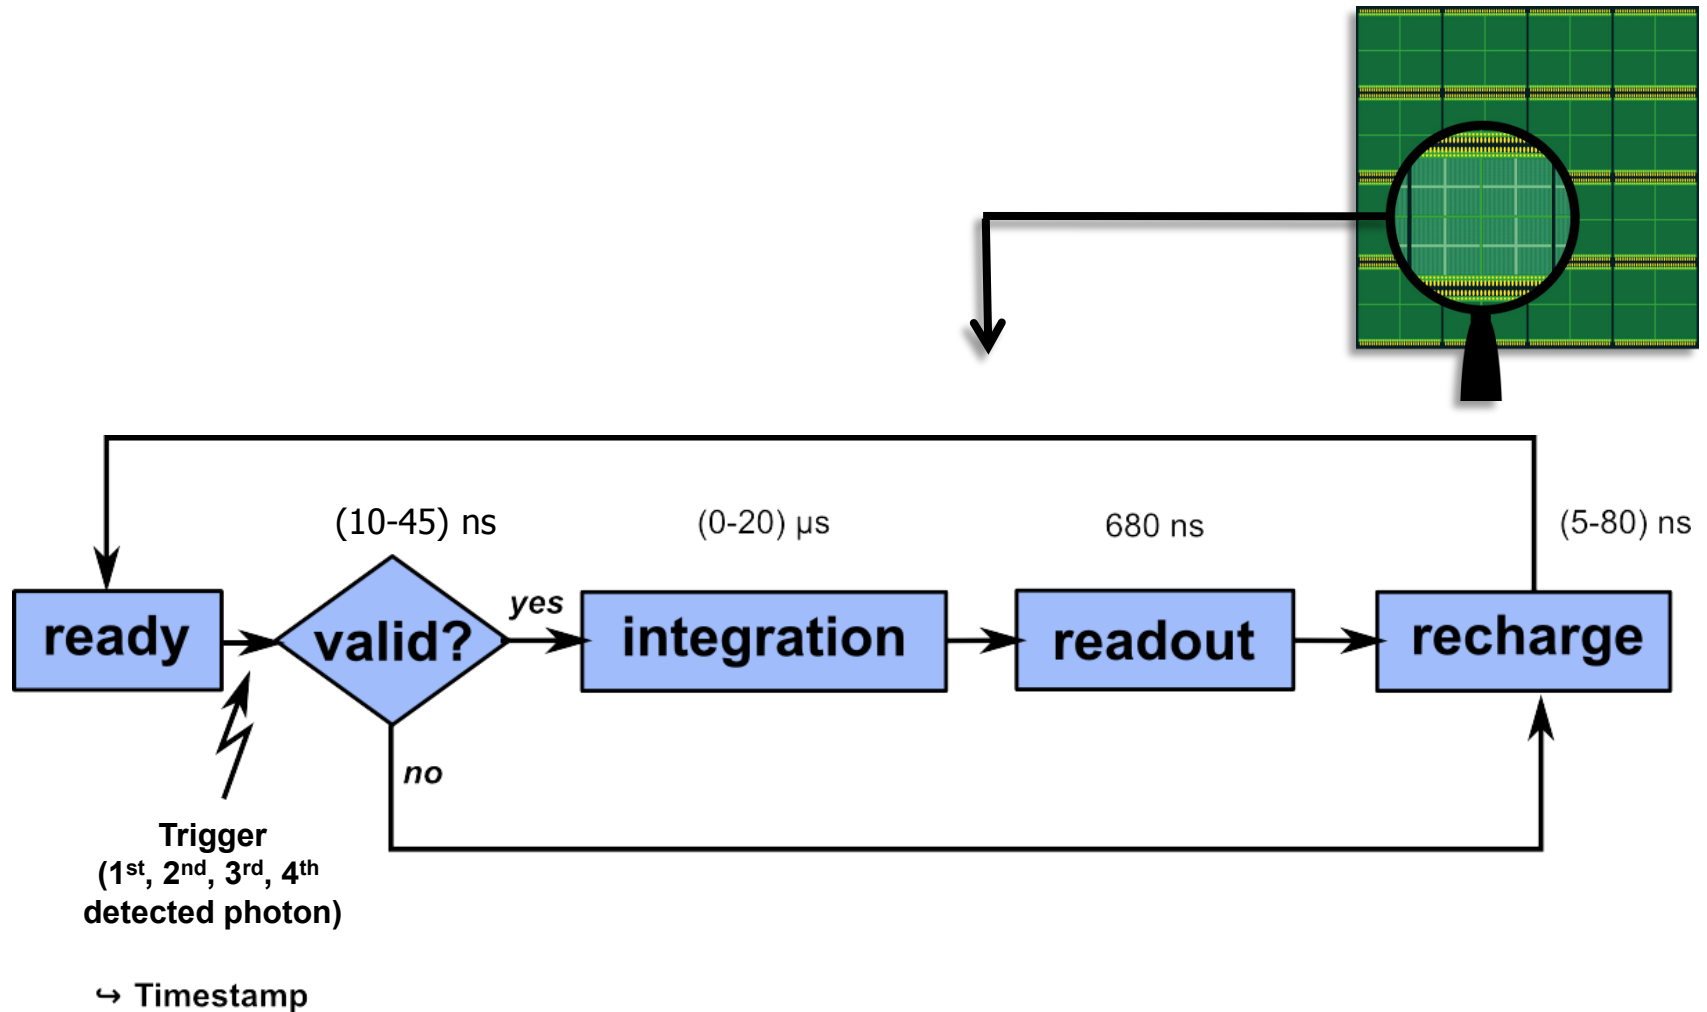 (10-45) ns
(0-20) µs
680 ns
(5-80) ns
ready
valid?
yes
integration
readout
recharge
no
Trigger
(1st, 2nd, 3rd, 4th
detected photon)
↪ Timestamp